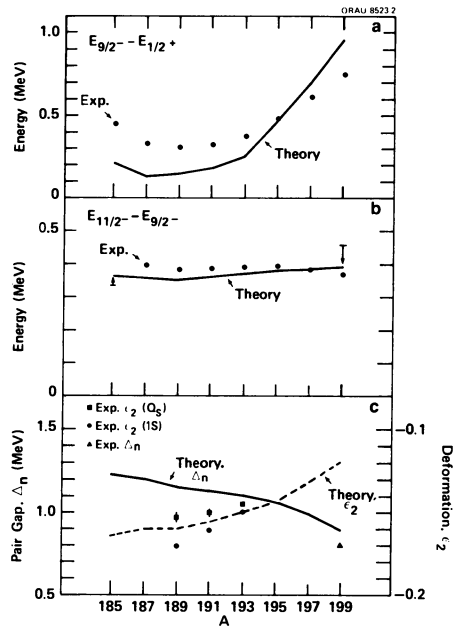 ORAU 8523 2
a
E9/2- - E1/2+
1.0
0.5
0
Energy (MeV)
Exp.
Theory
b
E11/2- - E9/2-
0.5
0
Energy (MeV)
Exp.
Theory
c
■ Exp. ε2 (QS)
● Exp. ε2 (IS)
▲ Exp. Δn
1.5
1.0
0.5
Pair Gap, Δn (MeV)
Theory, Δn
Theory, ε2
-0.1
-0.2
Deformation, ε2
185 187 189 191 193 195 197 199
A